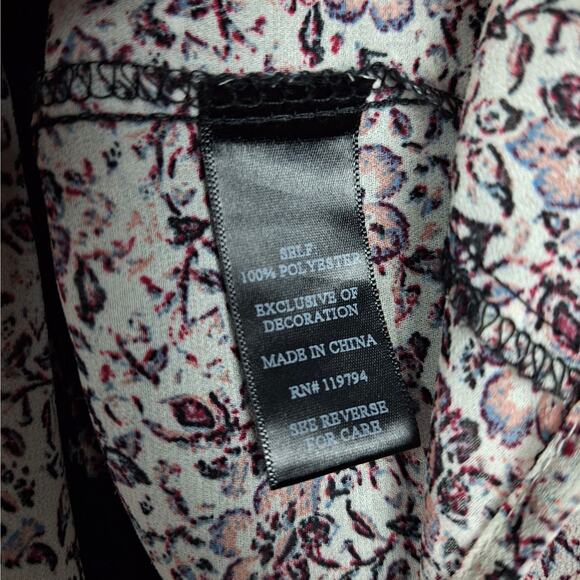 SELF
100% POLYESTER
EXCLUSIVE OF
DECORATION
MADE IN CHINA
RN# 119794
SEE REVERSE
FOR CARE